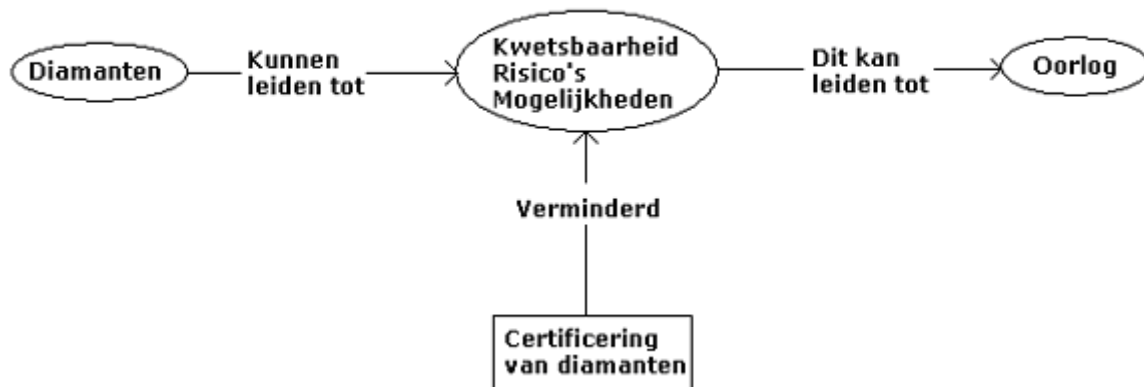 Diamanten
Kunnen
leiden tot
Kwetsbaarheid
Risico's
Mogelijkheden
Dit kan
leiden tot
Oorlog
Verminderd
Certificering
van diamanten